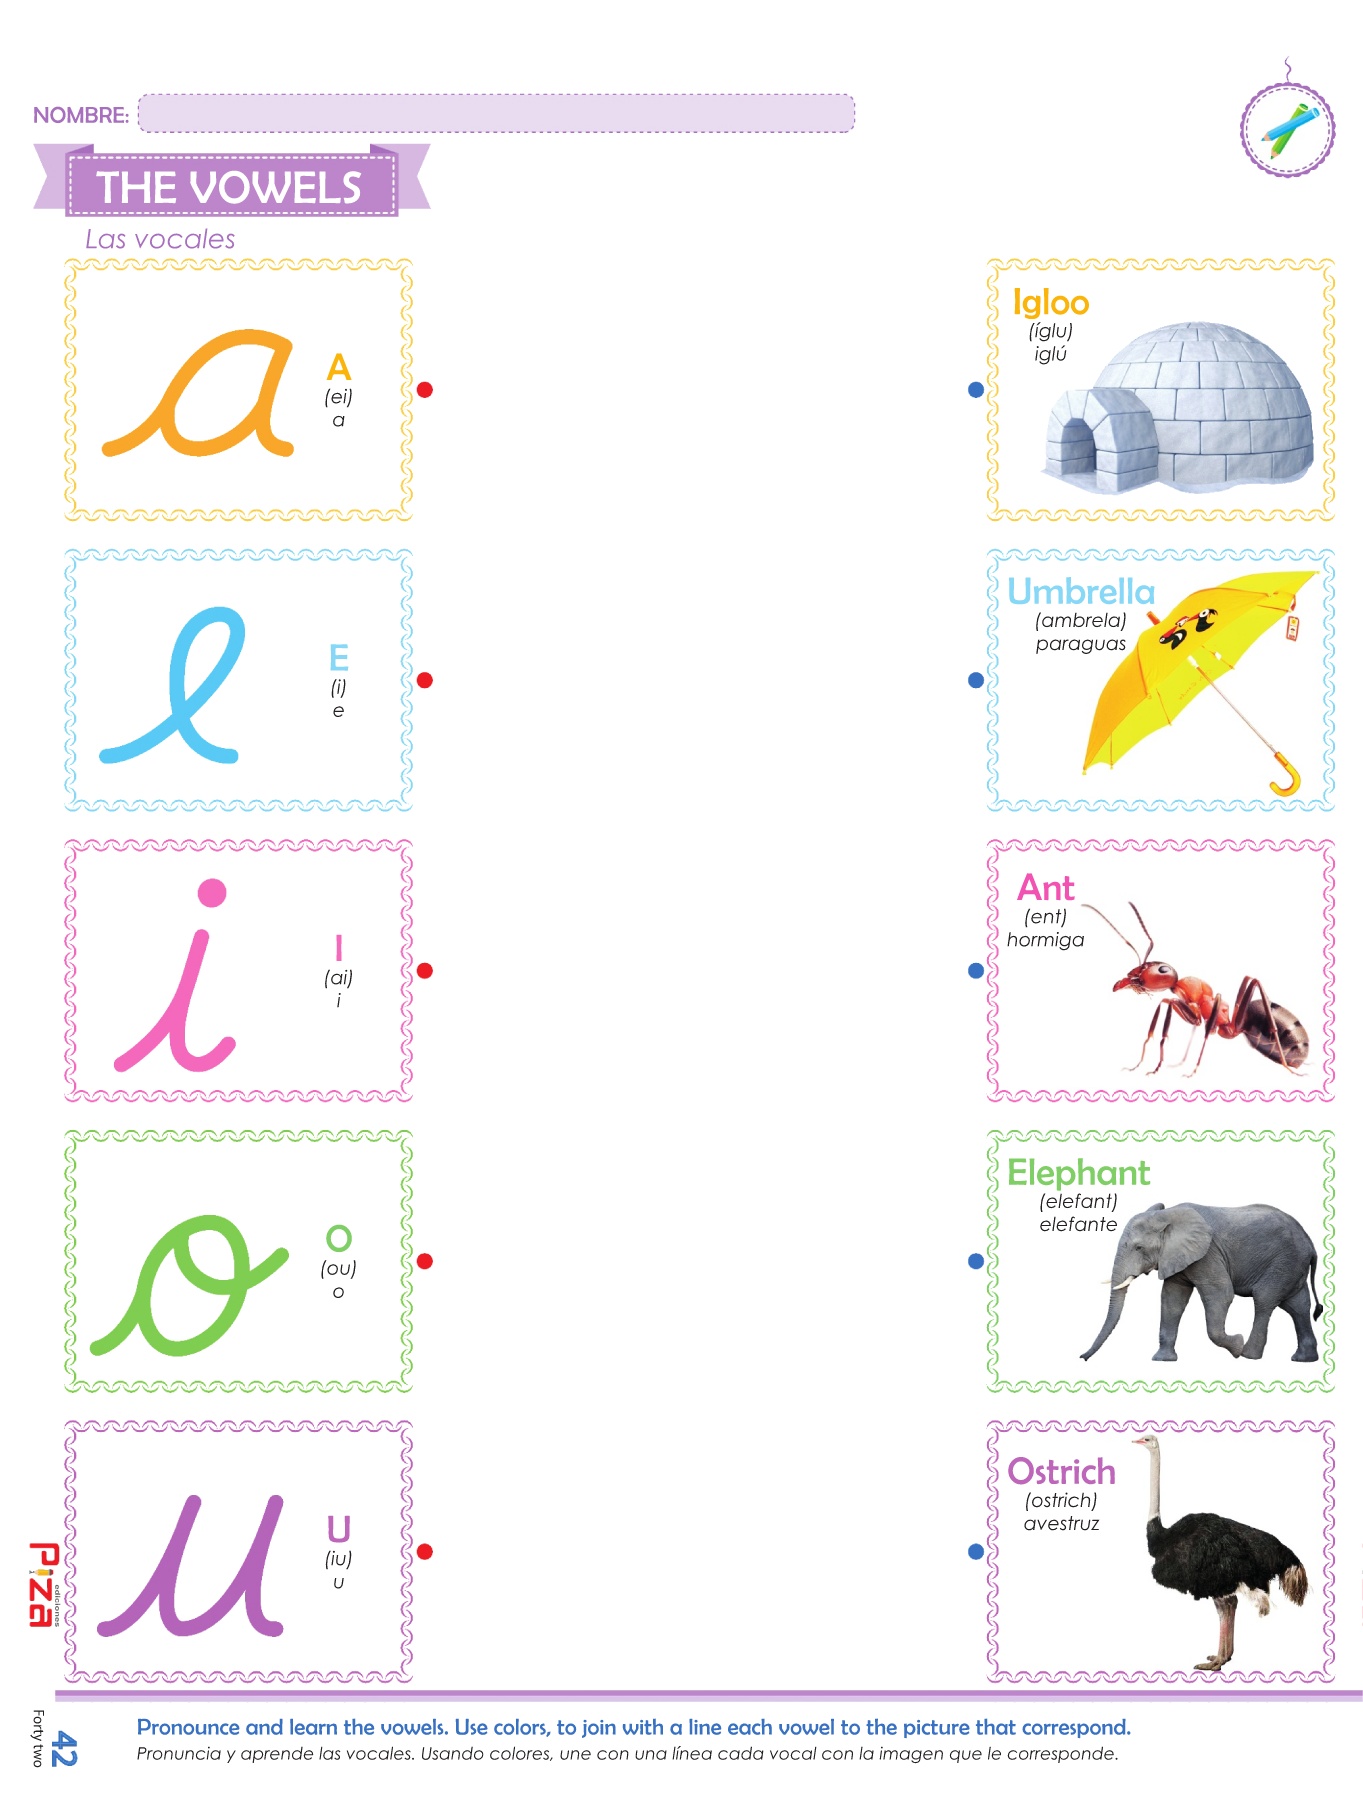 NOMBRE:
THE VOWELS
Las vocales
a
A
(ei)
a
Igloo
(íglu)
iglú
e
E
(i)
e
Umbrella
(ambrela)
paraguas
i
I
(ai)
i
Ant
(ent)
hormiga
o
O
(ou)
o
Elephant
(elefant)
elefante
u
U
(iu)
u
Ostrich
(ostrich)
avestruz
Piza
ediciones
Forty two
42
Pronounce and learn the vowels. Use colors, to join with a line each vowel to the picture that correspond.
Pronuncia y aprende las vocales. Usando colores, une con una línea cada vocal con la imagen que le corresponde.